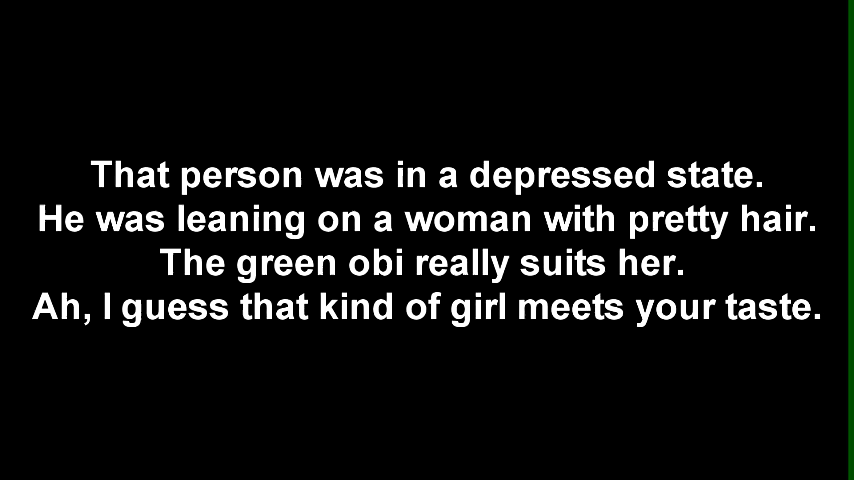 That person was in a depressed state.
He was leaning on a woman with pretty hair.
The green obi really suits her.
Ah, I guess that kind of girl meets your taste.